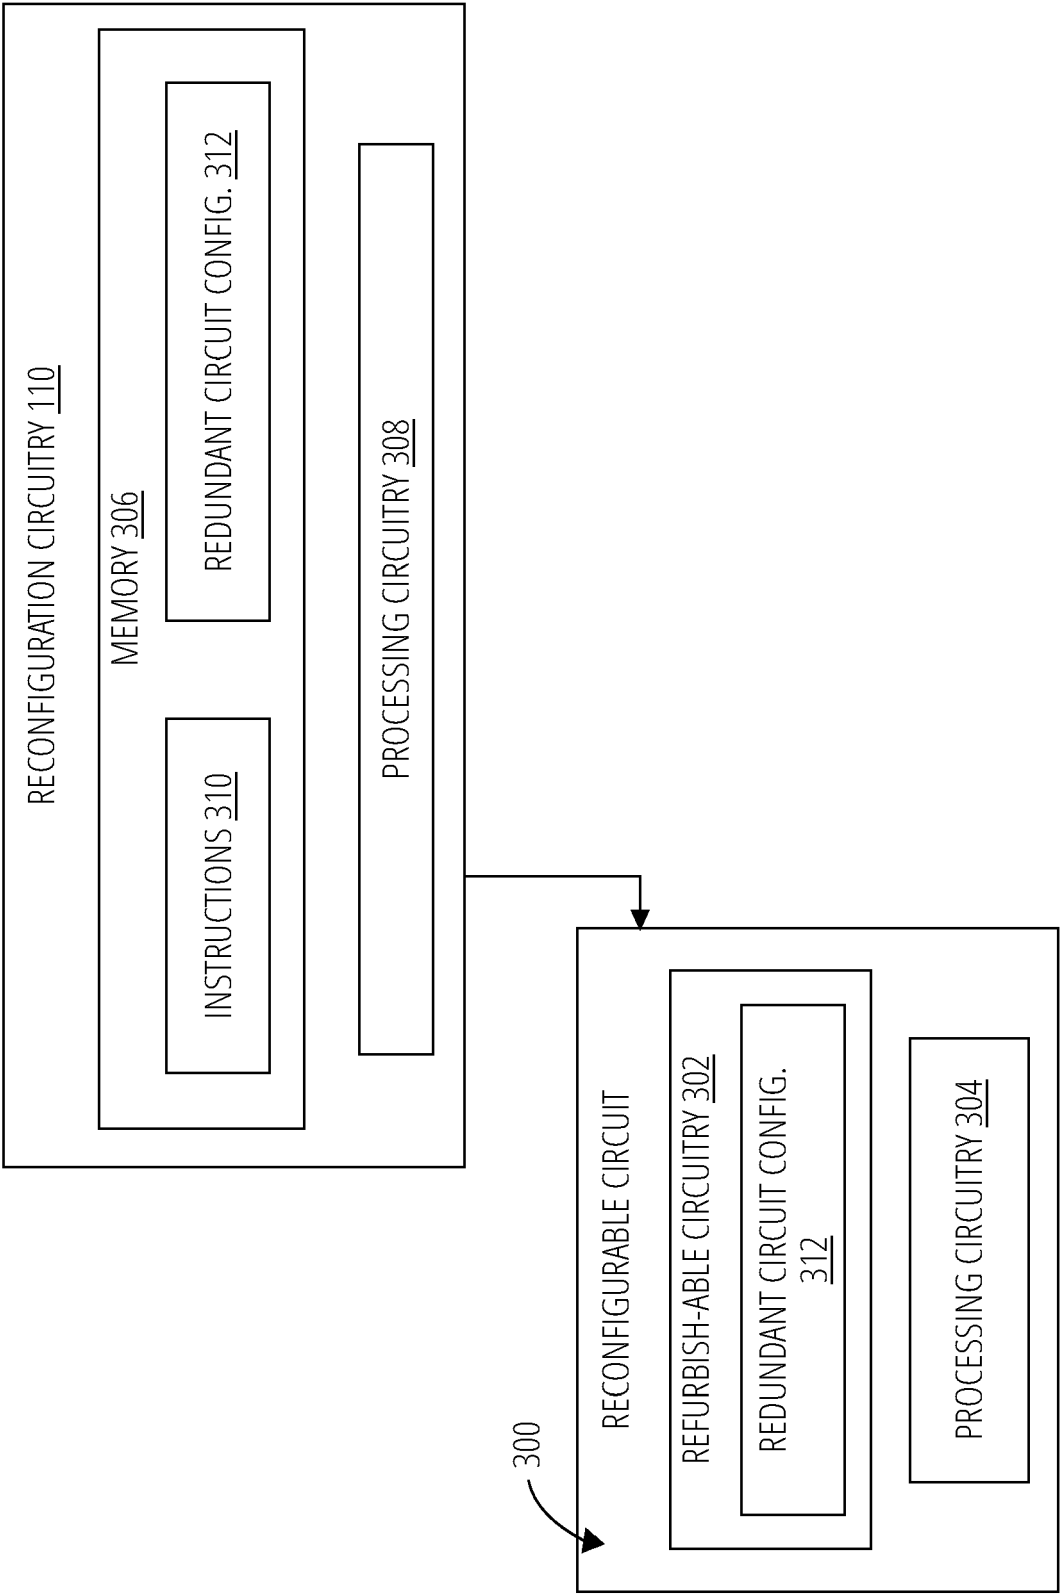 RECONFIGURATION CIRCUITRY 110
MEMORY 306
INSTRUCTIONS 310
REDUNDANT CIRCUIT CONFIG. 312
PROCESSING CIRCUITRY 308
300
RECONFIGURABLE CIRCUIT
REFURBISH-ABLE CIRCUITRY 302
REDUNDANT CIRCUIT CONFIG.
312
PROCESSING CIRCUITRY 304